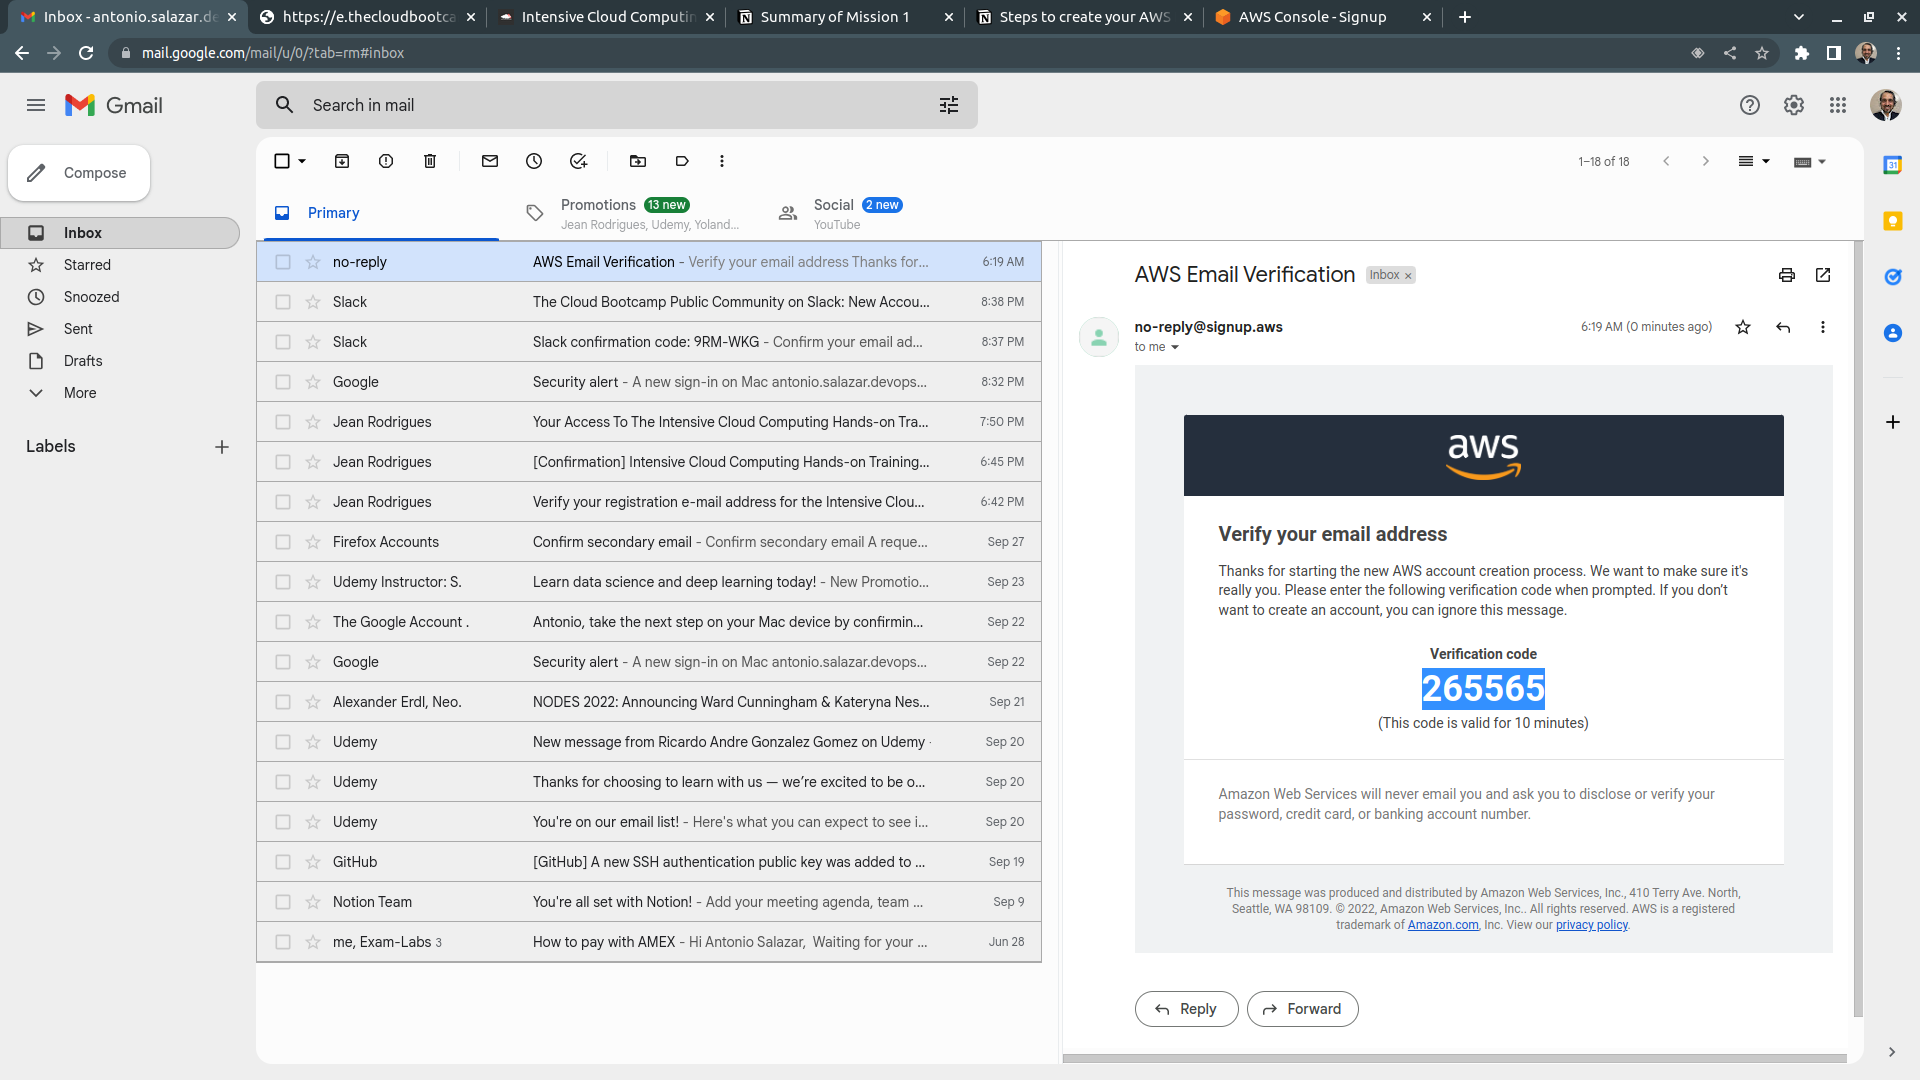 Inbox - antonio.salazar.de
https://e.thecloudbootca
Intensive Cloud Computin
Summary of Mission 1
Steps to create your AWS
AWS Console - Signup
mail.google.com/mail/u/0/?tab=rm#inbox
Gmail
Search in mail
Compose
Inbox
Starred
Snoozed
Sent
Drafts
More
Labels
1–18 of 18
Primary
Promotions 13 new
Jean Rodrigues, Udemy, Yoland...
Social 2 new
YouTube
no-reply AWS Email Verification - Verify your email address Thanks for... 6:19 AM
Slack The Cloud Bootcamp Public Community on Slack: New Accou... 8:38 PM
Slack Slack confirmation code: 9RM-WKG - Confirm your email ad... 8:37 PM
Google Security alert - A new sign-in on Mac antonio.salazar.devops... 8:32 PM
Jean Rodrigues Your Access To The Intensive Cloud Computing Hands-on Tra... 7:50 PM
Jean Rodrigues [Confirmation] Intensive Cloud Computing Hands-on Training... 6:45 PM
Jean Rodrigues Verify your registration e-mail address for the Intensive Clou... 6:42 PM
Firefox Accounts Confirm secondary email - Confirm secondary email A reque... Sep 27
Udemy Instructor: S. Learn data science and deep learning today! - New Promotio... Sep 23
The Google Account . Antonio, take the next step on your Mac device by confirmin... Sep 22
Google Security alert - A new sign-in on Mac antonio.salazar.devops... Sep 22
Alexander Erdl, Neo. NODES 2022: Announcing Ward Cunningham & Kateryna Nes... Sep 21
Udemy New message from Ricardo Andre Gonzalez Gomez on Udemy - Sep 20
Udemy Thanks for choosing to learn with us — we’re excited to be o... Sep 20
Udemy You're on our email list! - Here's what you can expect to see i... Sep 20
GitHub [GitHub] A new SSH authentication public key was added to ... Sep 19
Notion Team You're all set with Notion! - Add your meeting agenda, team ... Sep 9
me, Exam-Labs 3 How to pay with AMEX - Hi Antonio Salazar, Waiting for your ... Jun 28
AWS Email Verification Inbox ×
no-reply@signup.aws 6:19 AM (0 minutes ago)
to me
aws
Verify your email address
Thanks for starting the new AWS account creation process. We want to make sure it's
really you. Please enter the following verification code when prompted. If you don’t
want to create an account, you can ignore this message.
Verification code
265565
(This code is valid for 10 minutes)
Amazon Web Services will never email you and ask you to disclose or verify your
password, credit card, or banking account number.
This message was produced and distributed by Amazon Web Services, Inc., 410 Terry Ave. North,
Seattle, WA 98109. © 2022, Amazon Web Services, Inc.. All rights reserved. AWS is a registered
trademark of Amazon.com, Inc. View our privacy policy.
Reply
Forward
31